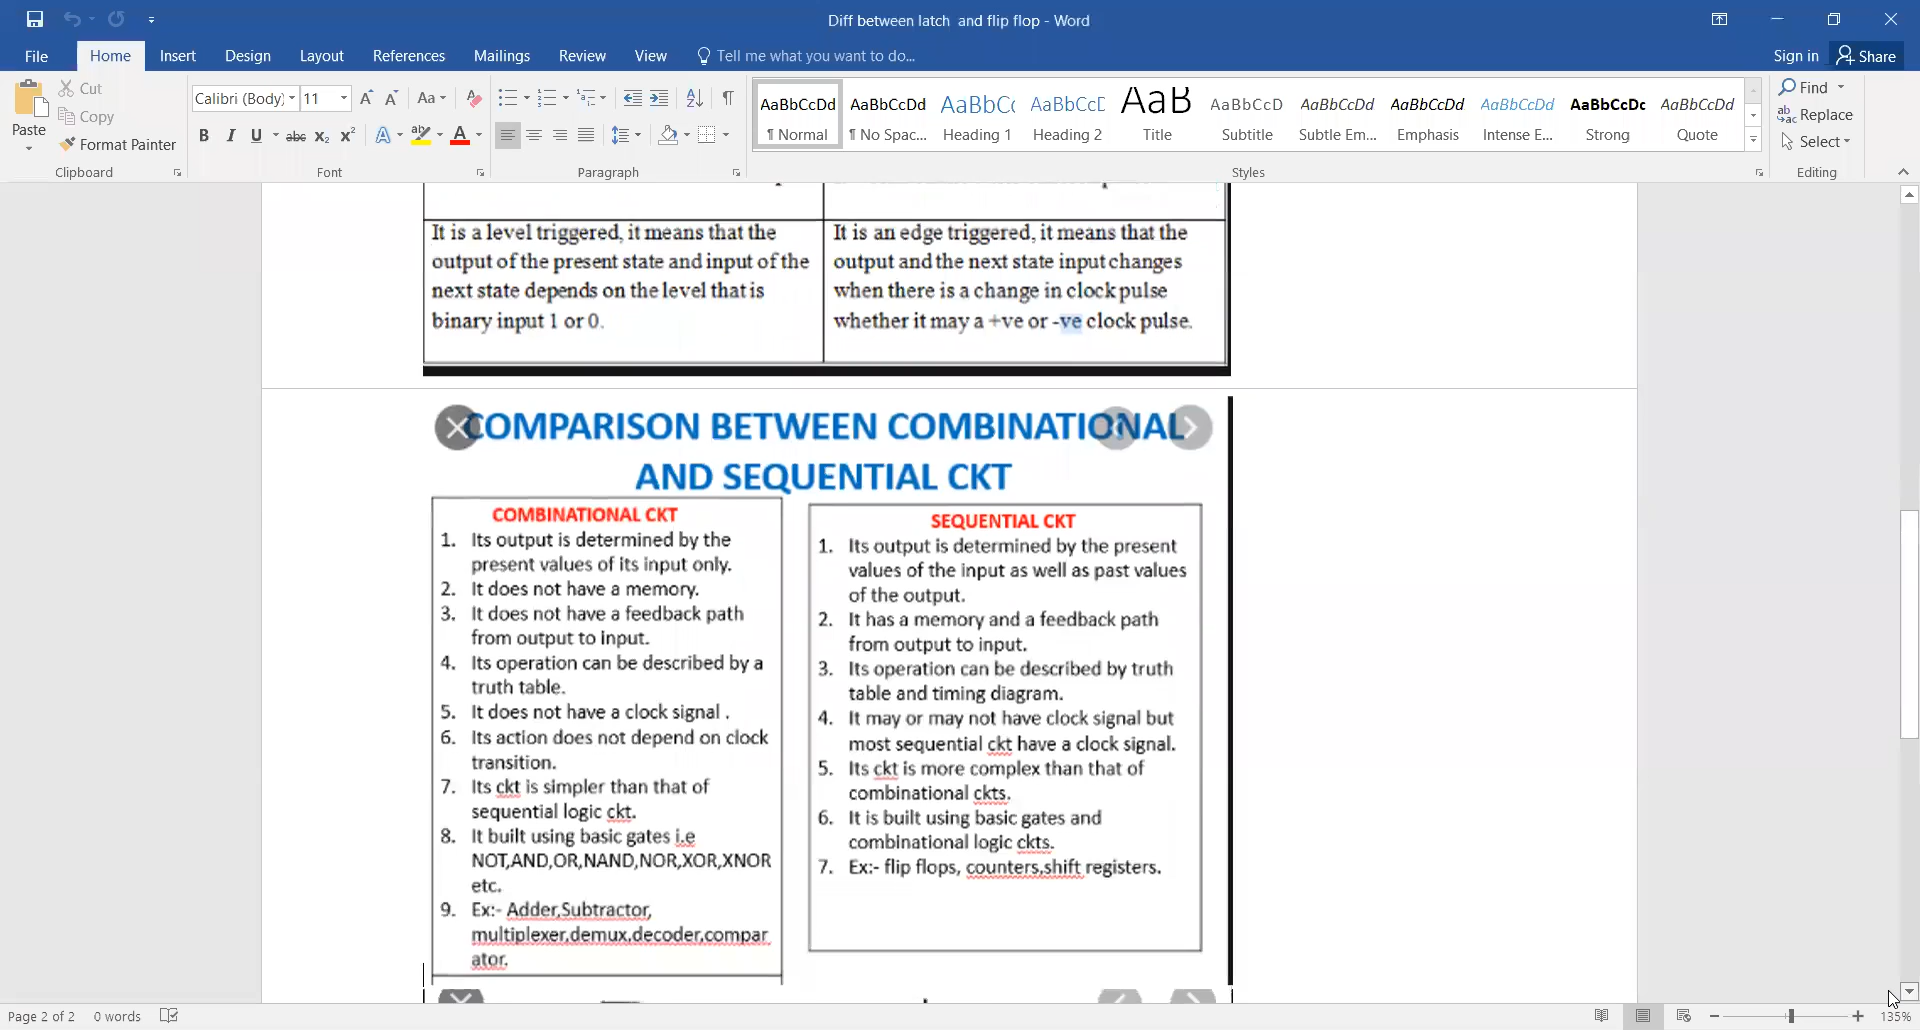 Diff between latch and flip flop - Word
File Home Insert Design Layout References Mailings Review View Tell me what you want to do... Sign in Share
Paste
Cut
Copy
Format Painter
Clipboard
Calibri (Body) 11
Font
Paragraph
AaBbCcDd AaBbCcDd AaBbCc AaBbCcE AaB AaBbCcD AaBbCcDd AaBbCcDd AaBbCcDd AaBbCcDc AaBbCcDd
¶ Normal ¶ No Spac... Heading 1 Heading 2 Title Subtitle Subtle Em... Emphasis Intense E... Strong Quote
Styles
Find
Replace
Select
Editing
It is a level triggered, it means that the
output of the present state and input of the
next state depends on the level that is
binary input 1 or 0.
It is an edge triggered, it means that the
output and the next state input changes
when there is a change in clock pulse
whether it may a +ve or -ve clock pulse.
COMPARISON BETWEEN COMBINATIONAL
AND SEQUENTIAL CKT
COMBINATIONAL CKT
1. Its output is determined by the
present values of its input only.
2. It does not have a memory.
3. It does not have a feedback path
from output to input.
4. Its operation can be described by a
truth table.
5. It does not have a clock signal .
6. Its action does not depend on clock
transition.
7. Its ckt is simpler than that of
sequential logic ckt.
8. It built using basic gates i.e
NOT,AND,OR,NAND,NOR,XOR,XNOR
etc.
9. Ex:- Adder,Subtractor,
multiplexer,demux,decoder,compar
ator.
SEQUENTIAL CKT
1. Its output is determined by the present
values of the input as well as past values
of the output.
2. It has a memory and a feedback path
from output to input.
3. Its operation can be described by truth
table and timing diagram.
4. It may or may not have clock signal but
most sequential ckt have a clock signal.
5. Its ckt is more complex than that of
combinational ckts.
6. It is built using basic gates and
combinational logic ckts.
7. Ex:- flip flops, counters,shift registers.
Page 2 of 2 0 words 135%